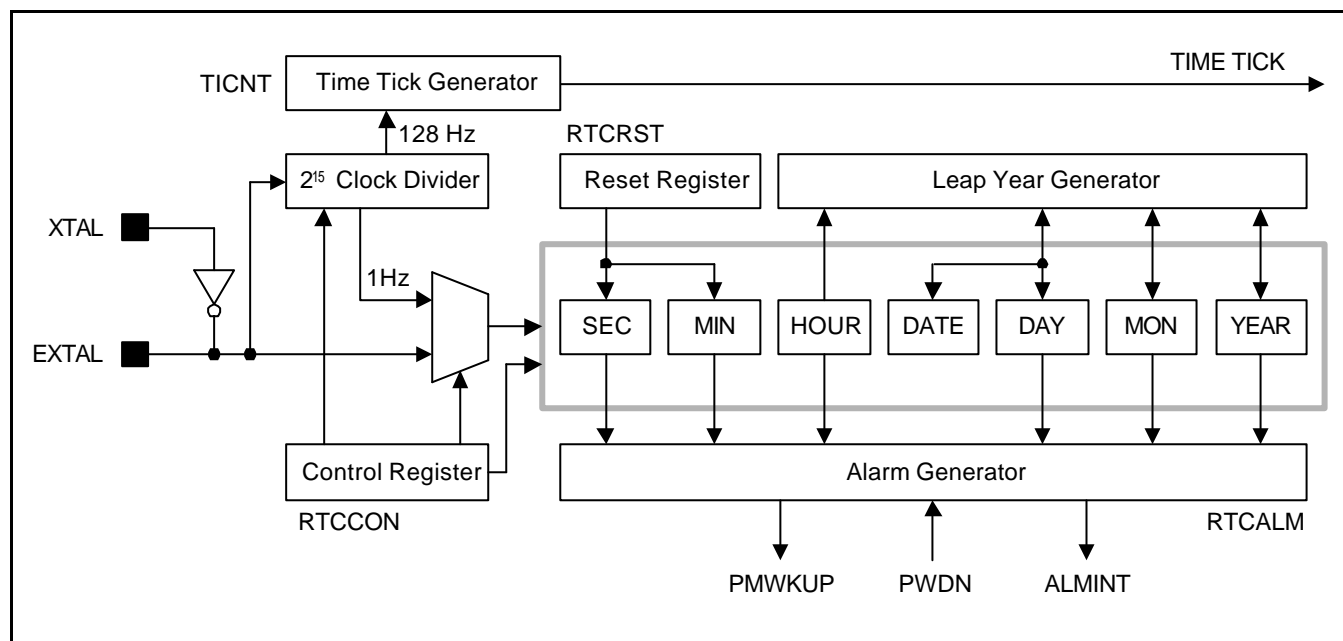 TIME TICK
TICNT
Time Tick Generator
128 Hz
RTCRST
2¹⁵ Clock Divider
Reset Register
Leap Year Generator
XTAL
1Hz
SEC
MIN
HOUR
DATE
DAY
MON
YEAR
EXTAL
Control Register
Alarm Generator
RTCCON
RTCALM
PMWKUP
PWDN
ALMINT